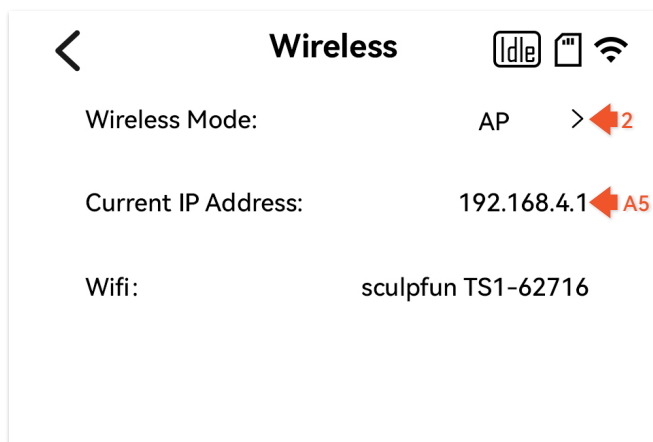 Wireless Idle
Wireless Mode: AP > 2
Current IP Address: 192.168.4.1 A5
Wifi: sculpfun TS1-62716